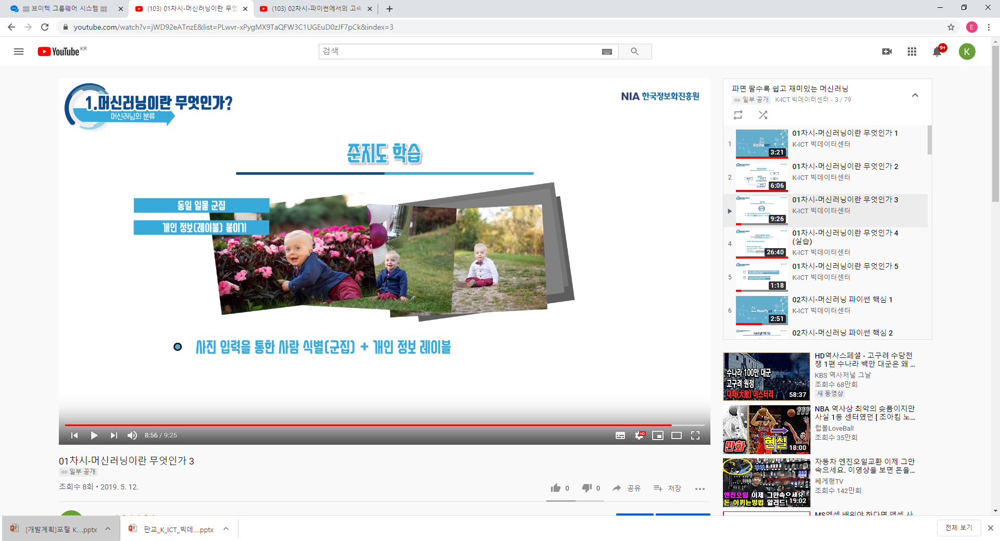 브이텍 그룹웨어 시스템
(103) 01차시-머신러닝이란 무엇
(103) 02차시-파이썬에서의 고속
youtube.com/watch?v=jWD92eATnzE&list=PLwvr-xPygMX9TaQFW3C1UGEuD0zJF7pCk&index=3
E
YouTube KR
검색
9+
K
1.머신러닝이란 무엇인가?
머신러닝의 분류
NIA 한국정보화진흥원
준지도 학습
동일 일물 군집
개인 정보(레이블) 붙이기
사진 입력을 통한 사람 식별(군집) + 개인 정보 레이블
8:56 / 9:25
HD
01차시-머신러닝이란 무엇인가 3
일부 공개
조회수 8회 • 2019. 5. 12.
0
0
공유
저장
파면 팔수록 쉽고 재미있는 머신러닝
일부 공개 K-ICT 빅데이터센터 - 3 / 79
1
머신러닝이란?
3:21
01차시-머신러닝이란 무엇인가 1
K-ICT 빅데이터센터
2
6:06
01차시-머신러닝이란 무엇인가 2
K-ICT 빅데이터센터
9:26
01차시-머신러닝이란 무엇인가 3
K-ICT 빅데이터센터
4
26:40
01차시-머신러닝이란 무엇인가 4
(실습)
K-ICT 빅데이터센터
5
1:18
01차시-머신러닝이란 무엇인가 5
K-ICT 빅데이터센터
6
NumPy
2:51
02차시-머신러닝 파이썬 핵심 1
K-ICT 빅데이터센터
02차시-머신러닝 파이썬 핵심 2
수나라 100만 대군
고구려 원정
대패(大敗) 미스터리
58:37
HD역사스페셜 - 고구려 수당전
쟁 1편 수나라 백만 대군은 왜 ...
KBS 역사저널 그날
조회수 68만회
새 동영상
???
만화
현실
18:00
NBA 역사상 최악의 슛폼이지만
사실 1등 센터였던 [ 조아킴 노...
럽볼LoveBall
조회수 35만회
엔진오일 이제 그만속으세요
돈 아끼는방법 알려드
19:02
자동차 엔진오일교환 이제 그만
속으세요. 이영상을 보면 돈을...
쎄게형TV
조회수 142만회
MS엑셀 배워야 한다면 엑셀 사
[개발계획]포털 K....pptx
판교_K_ICT_빅데....pptx
전체 보기